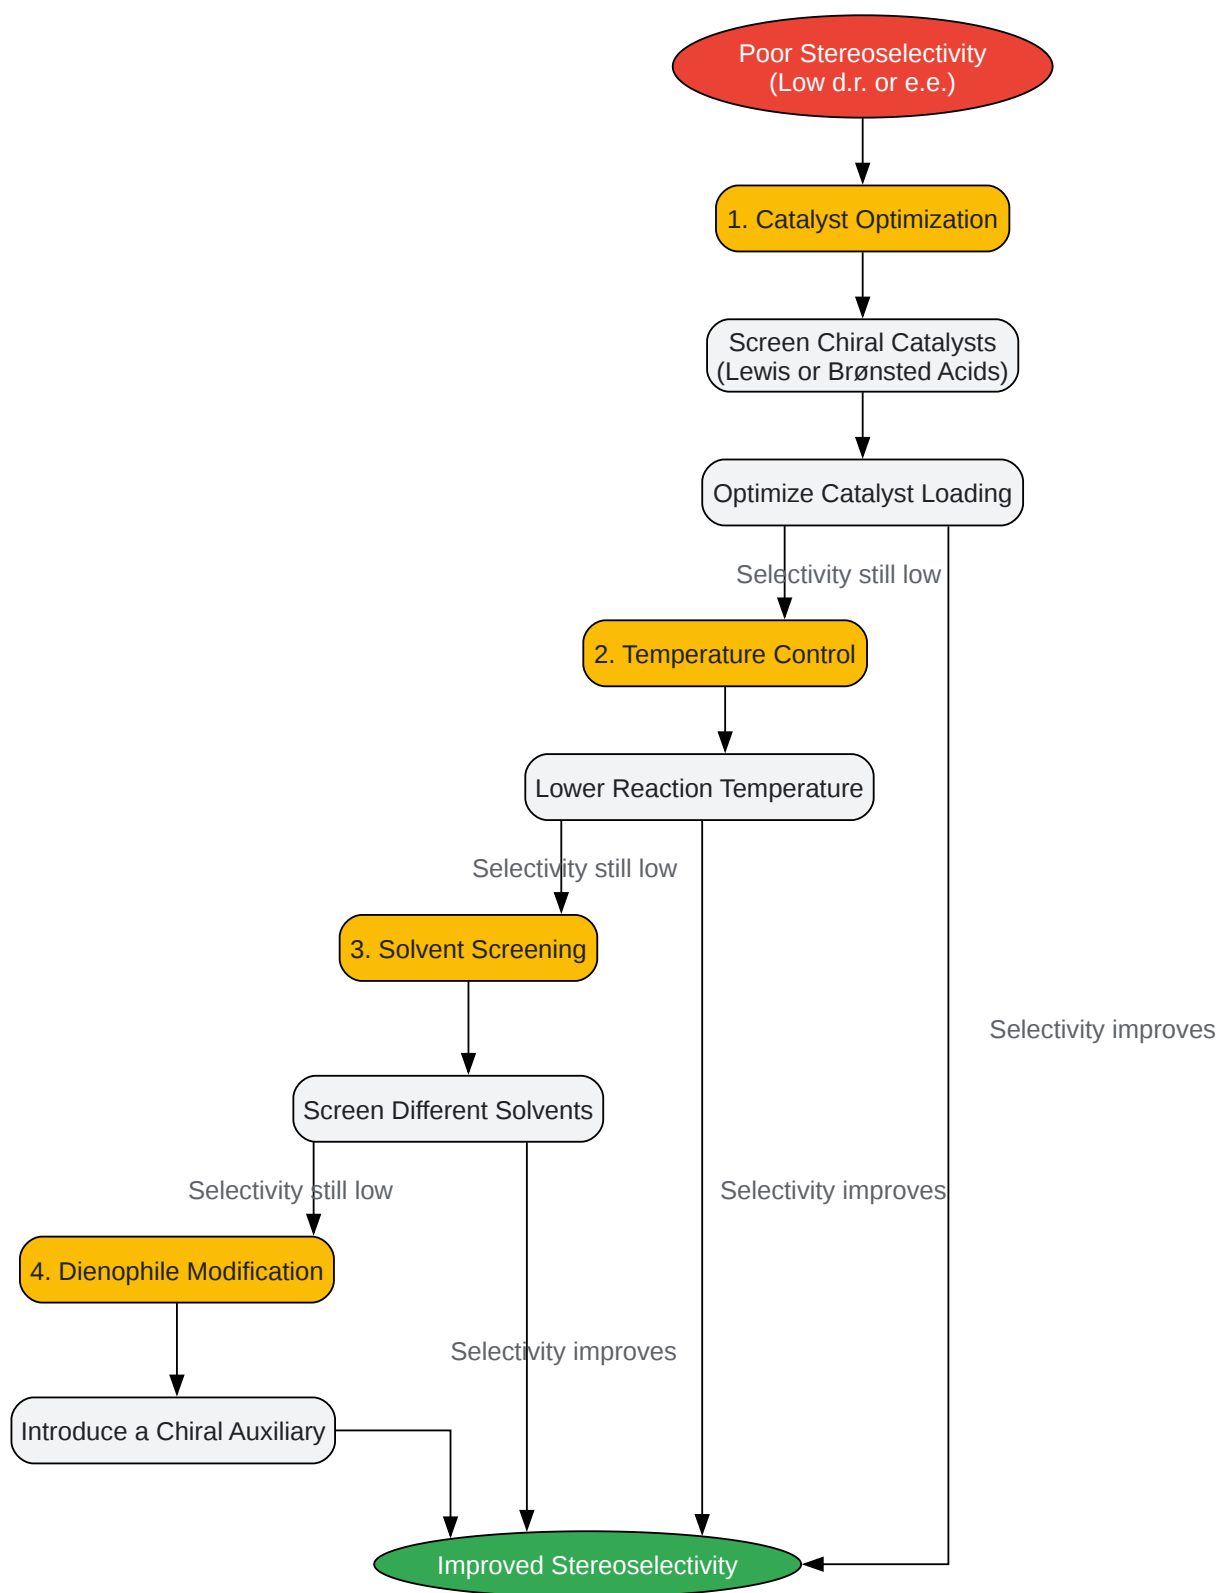 Poor Stereoselectivity
(Low d.r. or e.e.)
1. Catalyst Optimization
Screen Chiral Catalysts
(Lewis or Brønsted Acids)
Optimize Catalyst Loading
Selectivity still low
2. Temperature Control
Lower Reaction Temperature
Selectivity still low
3. Solvent Screening
Selectivity improves
Screen Different Solvents
Selectivity still low
Selectivity improves
4. Dienophile Modification
Selectivity improves
Introduce a Chiral Auxiliary
Improved Stereoselectivity